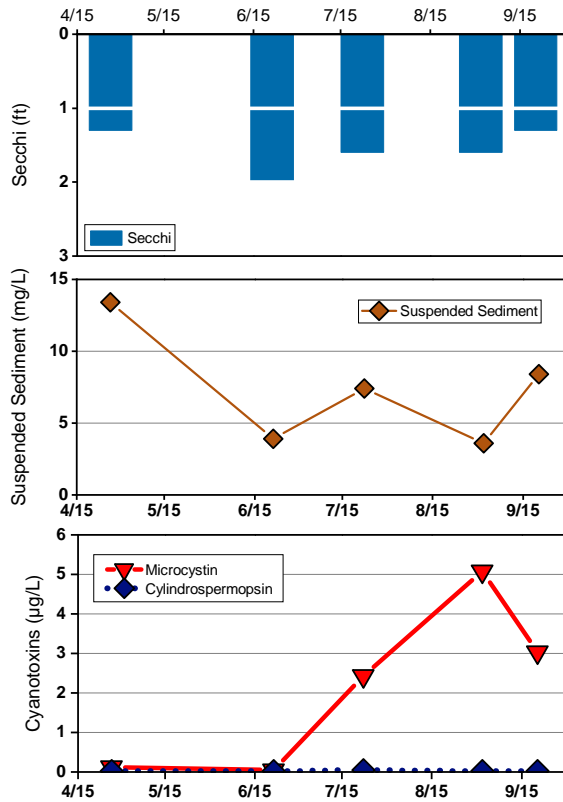 4/15 5/15 6/15 7/15 8/15 9/15
0
1
2
3
Secchi (ft)
Secchi
15
10
5
0
Suspended Sediment (mg/L)
Suspended Sediment
4/15 5/15 6/15 7/15 8/15 9/15
6
5
4
3
2
1
0
Cyanotoxins (µg/L)
Microcystin
Cylindrospermopsin
4/15 5/15 6/15 7/15 8/15 9/15